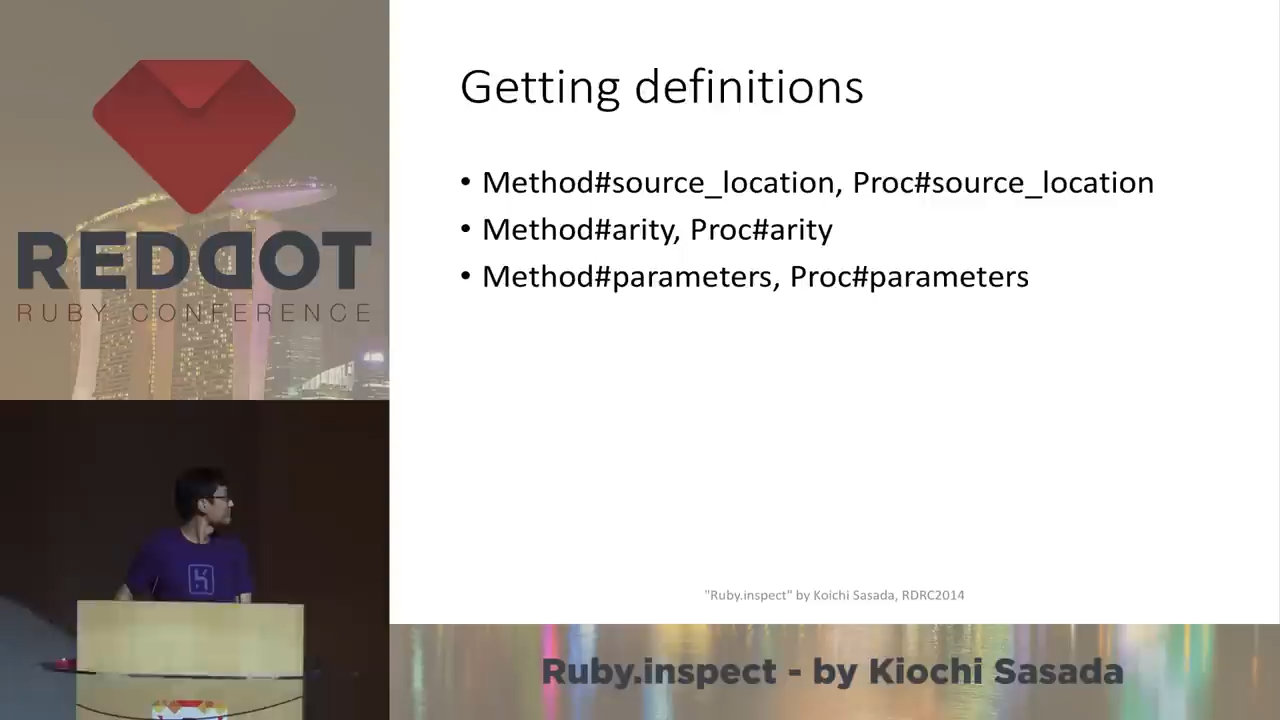 REDDOT
RUBY CONFERENCE
Getting definitions
• Method#source_location, Proc#source_location
• Method#arity, Proc#arity
• Method#parameters, Proc#parameters
"Ruby.inspect" by Koichi Sasada, RDRC2014
Ruby.inspect - by Kiochi Sasada